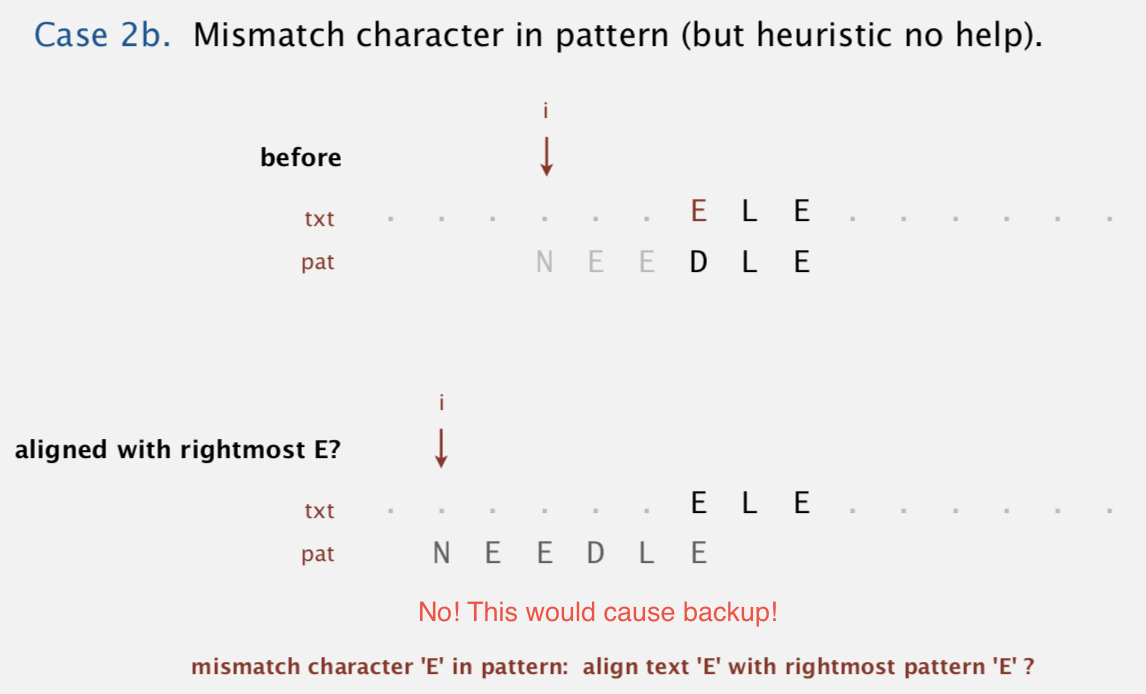 Case 2b. Mismatch character in pattern (but heuristic no help).
i
before
txt . . . . . . E L E . . . . . .
pat N E E D L E
i
aligned with rightmost E?
txt . . . . . . E L E . . . . . .
pat N E E D L E
No! This would cause backup!
mismatch character 'E' in pattern: align text 'E' with rightmost pattern 'E' ?